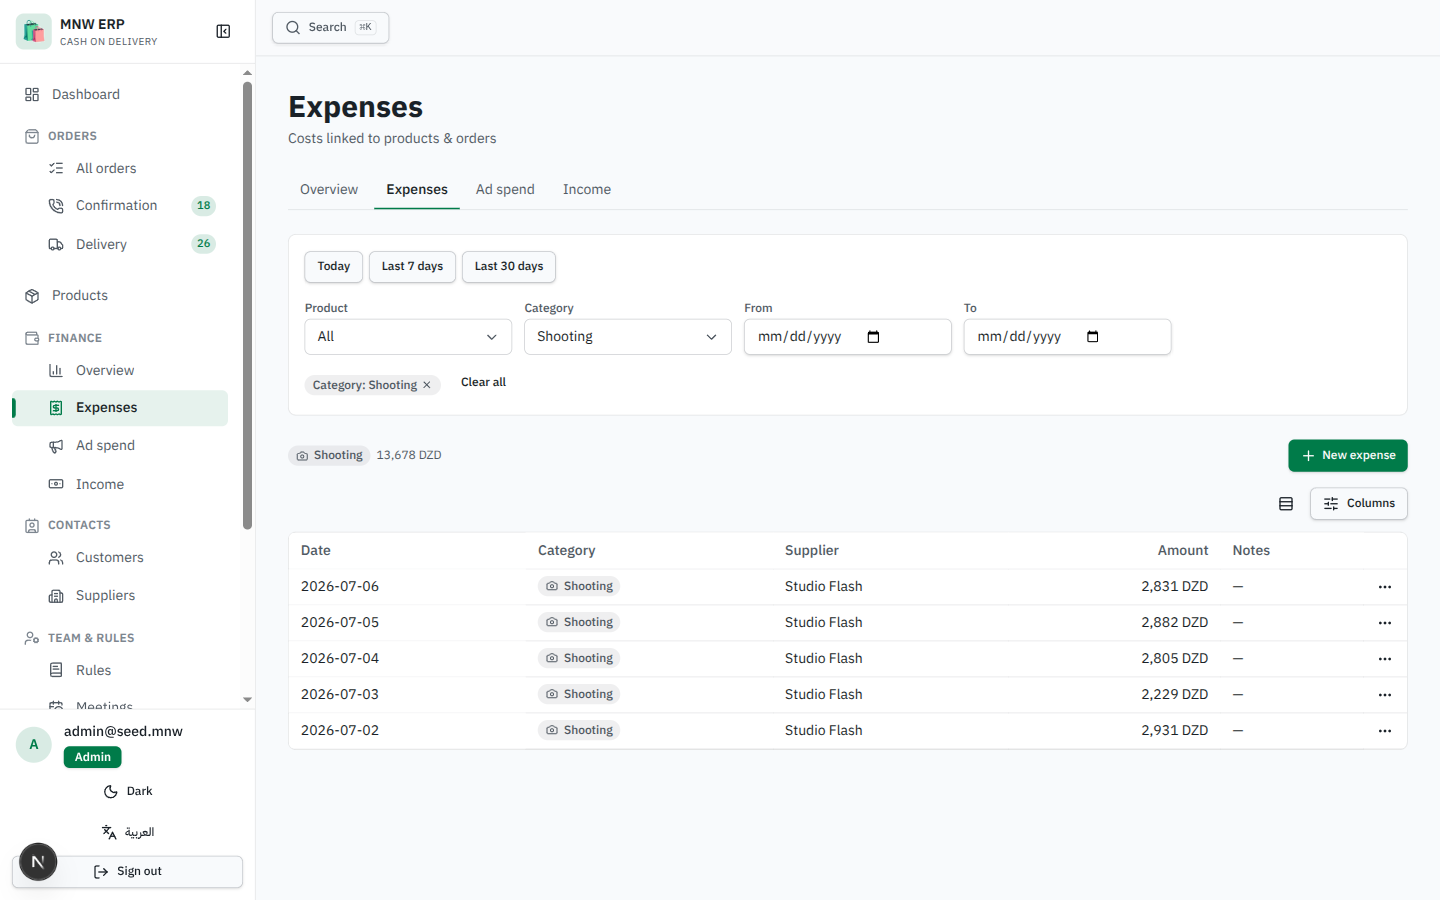 MNW ERP
CASH ON DELIVERY
Search ⌘K
Dashboard
ORDERS
All orders
Confirmation 18
Delivery 26
Products
FINANCE
Overview
Expenses
Ad spend
Income
CONTACTS
Customers
Suppliers
TEAM & RULES
Rules
Meetings
A
admin@seed.mnw
Admin
Dark
العربية
N
Sign out
Expenses
Costs linked to products & orders
Overview Expenses Ad spend Income
Today Last 7 days Last 30 days
Product Category From To
All Shooting mm/dd/yyyy mm/dd/yyyy
Category: Shooting × Clear all
Shooting 13,678 DZD
+ New expense
Columns
Date Category Supplier Amount Notes
2026-07-06 Shooting Studio Flash 2,831 DZD —
2026-07-05 Shooting Studio Flash 2,882 DZD —
2026-07-04 Shooting Studio Flash 2,805 DZD —
2026-07-03 Shooting Studio Flash 2,229 DZD —
2026-07-02 Shooting Studio Flash 2,931 DZD —